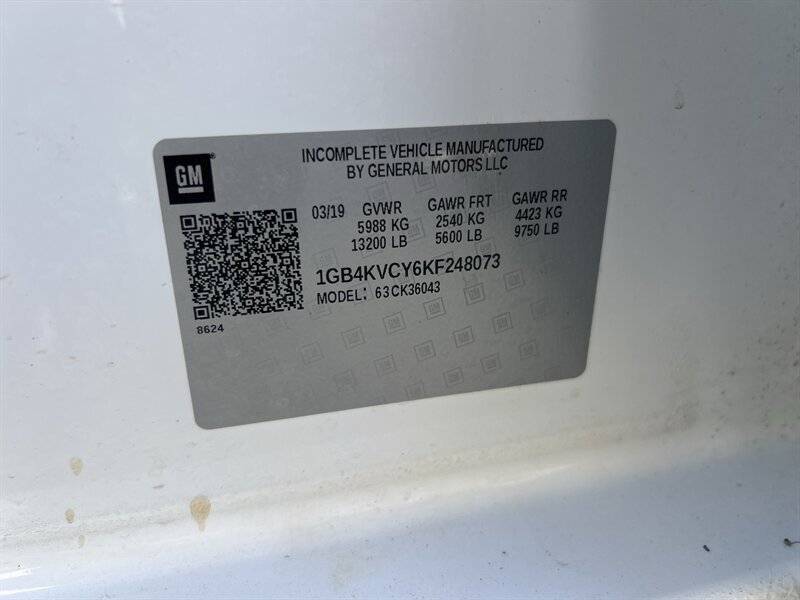 INCOMPLETE VEHICLE MANUFACTURED
BY GENERAL MOTORS LLC
GM
03/19 GVWR GAWR FRT GAWR RR
5988 KG 2540 KG 4423 KG
13200 LB 5600 LB 9750 LB
1GB4KVCY6KF248073
MODEL: 63CK36043
8624